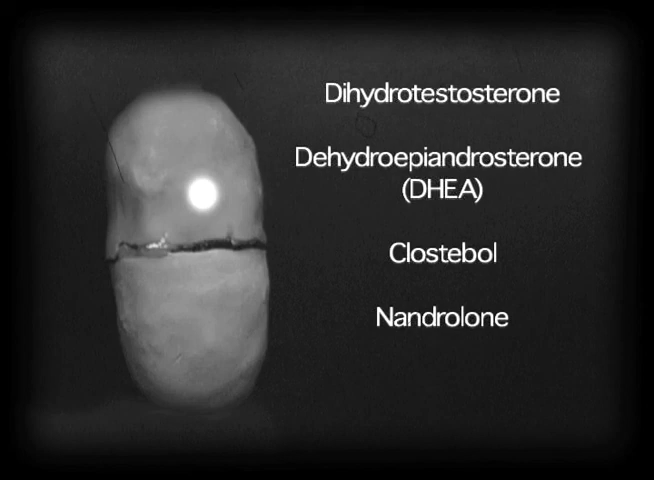 Dihydrotestosterone
Dehydroepiandrosterone
(DHEA)
Clostebol
Nandrolone